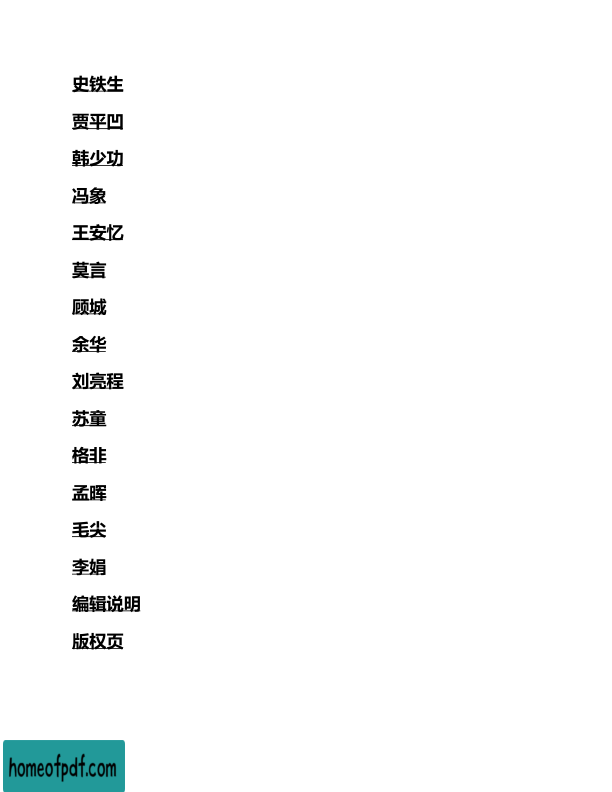 史铁生
贾平凹
韩少功
冯象
王安忆
莫言
顾城
余华
刘亮程
苏童
格非
孟晖
毛尖
李娟
编辑说明
版权页
homeofpdf.com